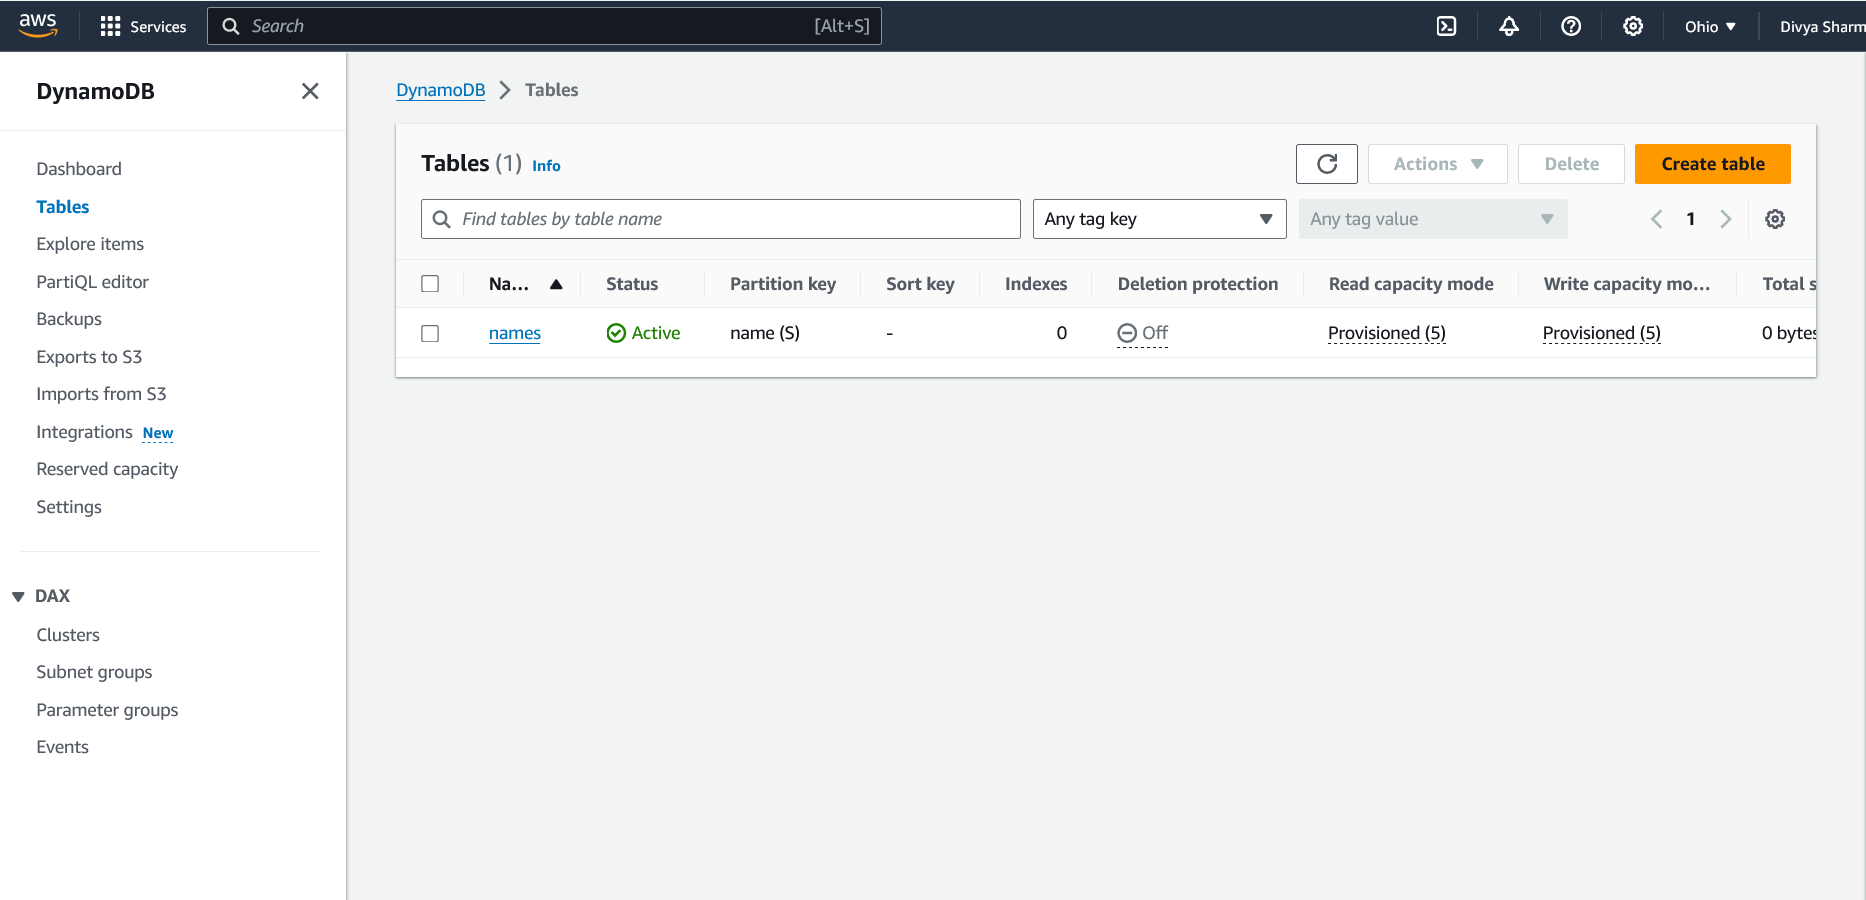 aws Services Search [Alt+S] Ohio Divya Sharm
DynamoDB
Dashboard
Tables
Explore items
PartiQL editor
Backups
Exports to S3
Imports from S3
Integrations New
Reserved capacity
Settings
DAX
Clusters
Subnet groups
Parameter groups
Events
DynamoDB Tables
Tables (1) Info Actions Delete Create table
Find tables by table name Any tag key Any tag value 1
Na... Status Partition key Sort key Indexes Deletion protection Read capacity mode Write capacity mo... Total s
names Active name (S) - 0 Off Provisioned (5) Provisioned (5) 0 bytes